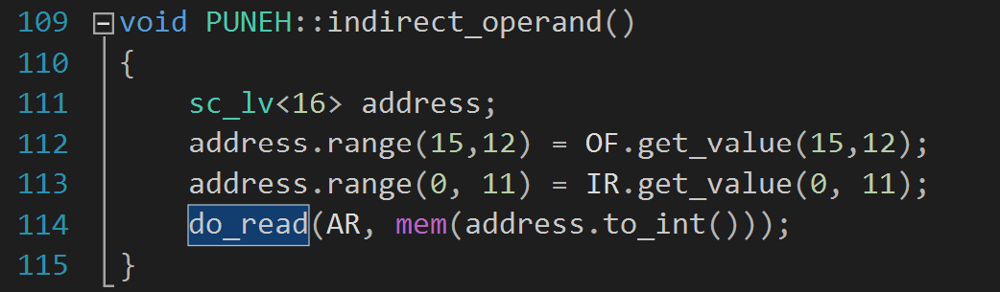 109 void PUNEH::indirect_operand()
110 {
111 sc_lv<16> address;
112 address.range(15,12) = OF.get_value(15,12);
113 address.range(0, 11) = IR.get_value(0, 11);
114 do_read(AR, mem(address.to_int()));
115 }